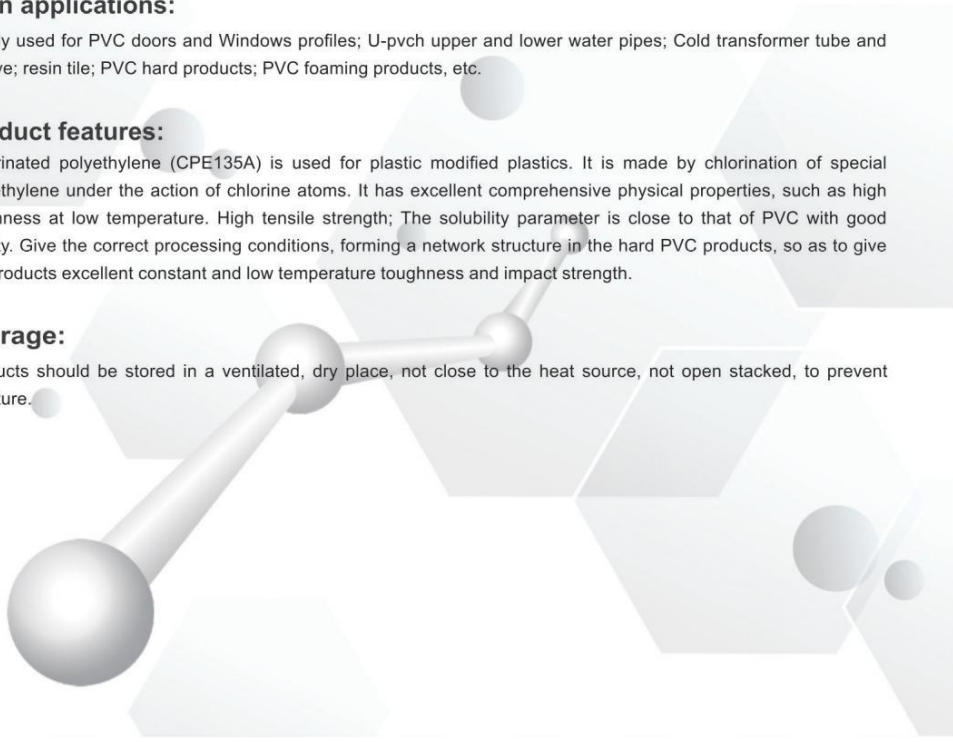 n applications:
y used for PVC doors and Windows profiles; U-pvch upper and lower water pipes; Cold transformer tube and
ve; resin tile; PVC hard products; PVC foaming products, etc.
duct features:
rinated polyethylene (CPE135A) is used for plastic modified plastics. It is made by chlorination of special
thylene under the action of chlorine atoms. It has excellent comprehensive physical properties, such as high
nness at low temperature. High tensile strength; The solubility parameter is close to that of PVC with good
ty. Give the correct processing conditions, forming a network structure in the hard PVC products, so as to give
roducts excellent constant and low temperature toughness and impact strength.
rage:
ucts should be stored in a ventilated, dry place, not close to the heat source, not open stacked, to prevent
ture.